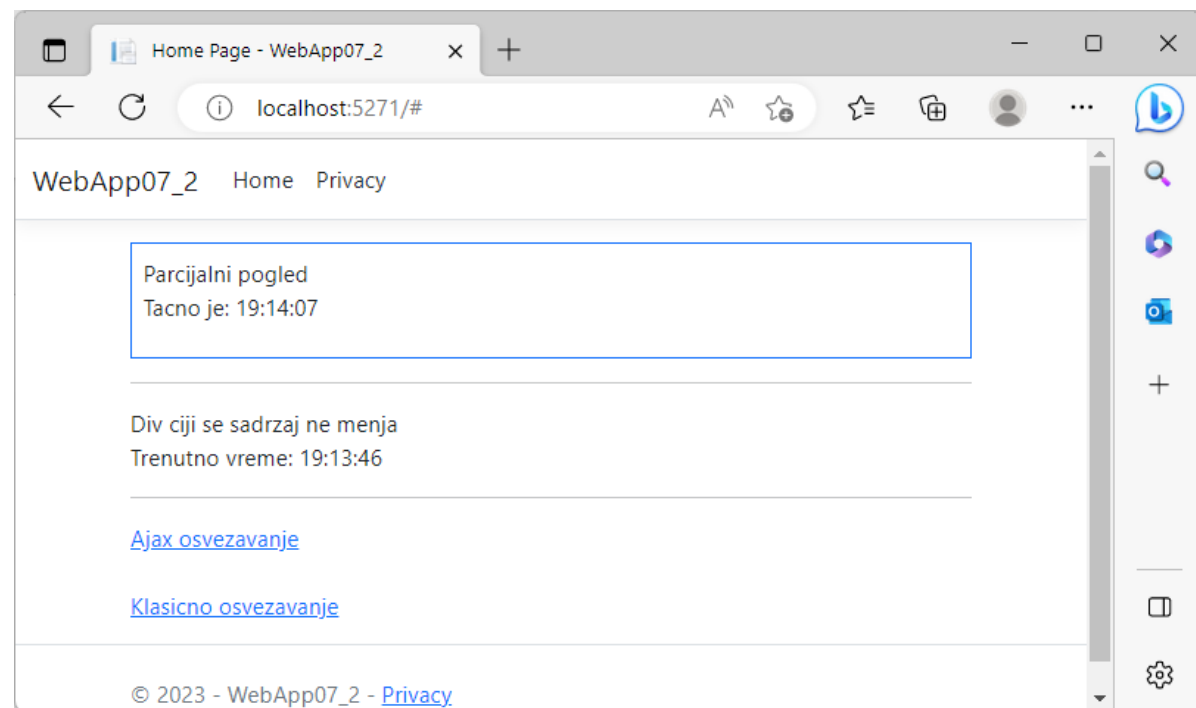 Home Page - WebApp07_2
localhost:5271/#
WebApp07_2 Home Privacy
Parcijalni pogled
Tacno je: 19:14:07
Div ciji se sadrzaj ne menja
Trenutno vreme: 19:13:46
Ajax osvezavanje
Klasicno osvezavanje
© 2023 - WebApp07_2 - Privacy